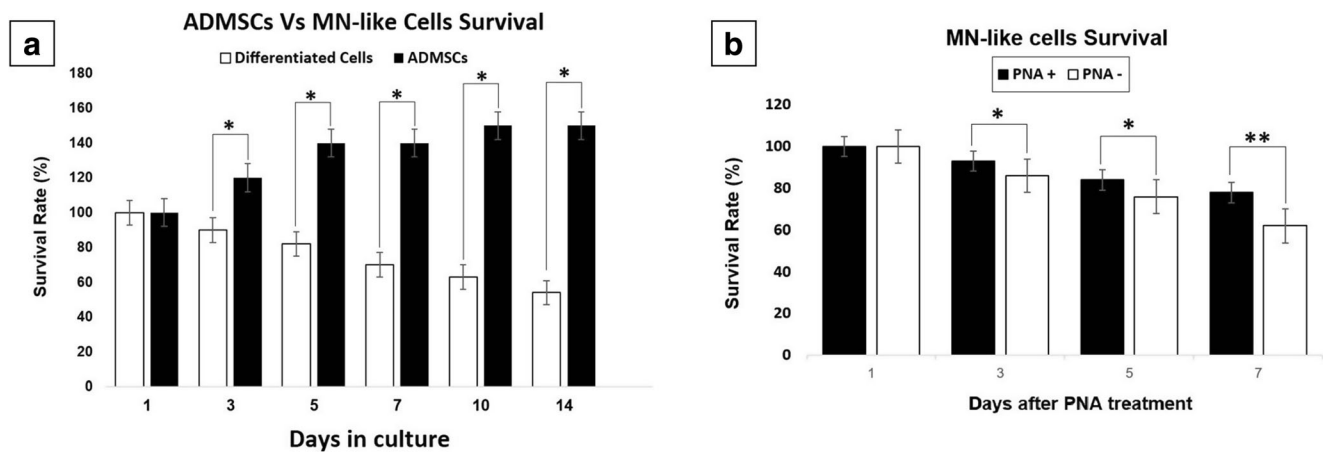 a
ADMSCs Vs MN-like Cells Survival
Differentiated Cells ADMSCs
Survival Rate (%)
180
160
140
120
100
80
60
40
20
0
* * * * *
1 3 5 7 10 14
Days in culture
b
MN-like cells Survival
PNA + PNA -
Survival Rate (%)
120
100
80
60
40
20
0
* * **
1 3 5 7
Days after PNA treatment